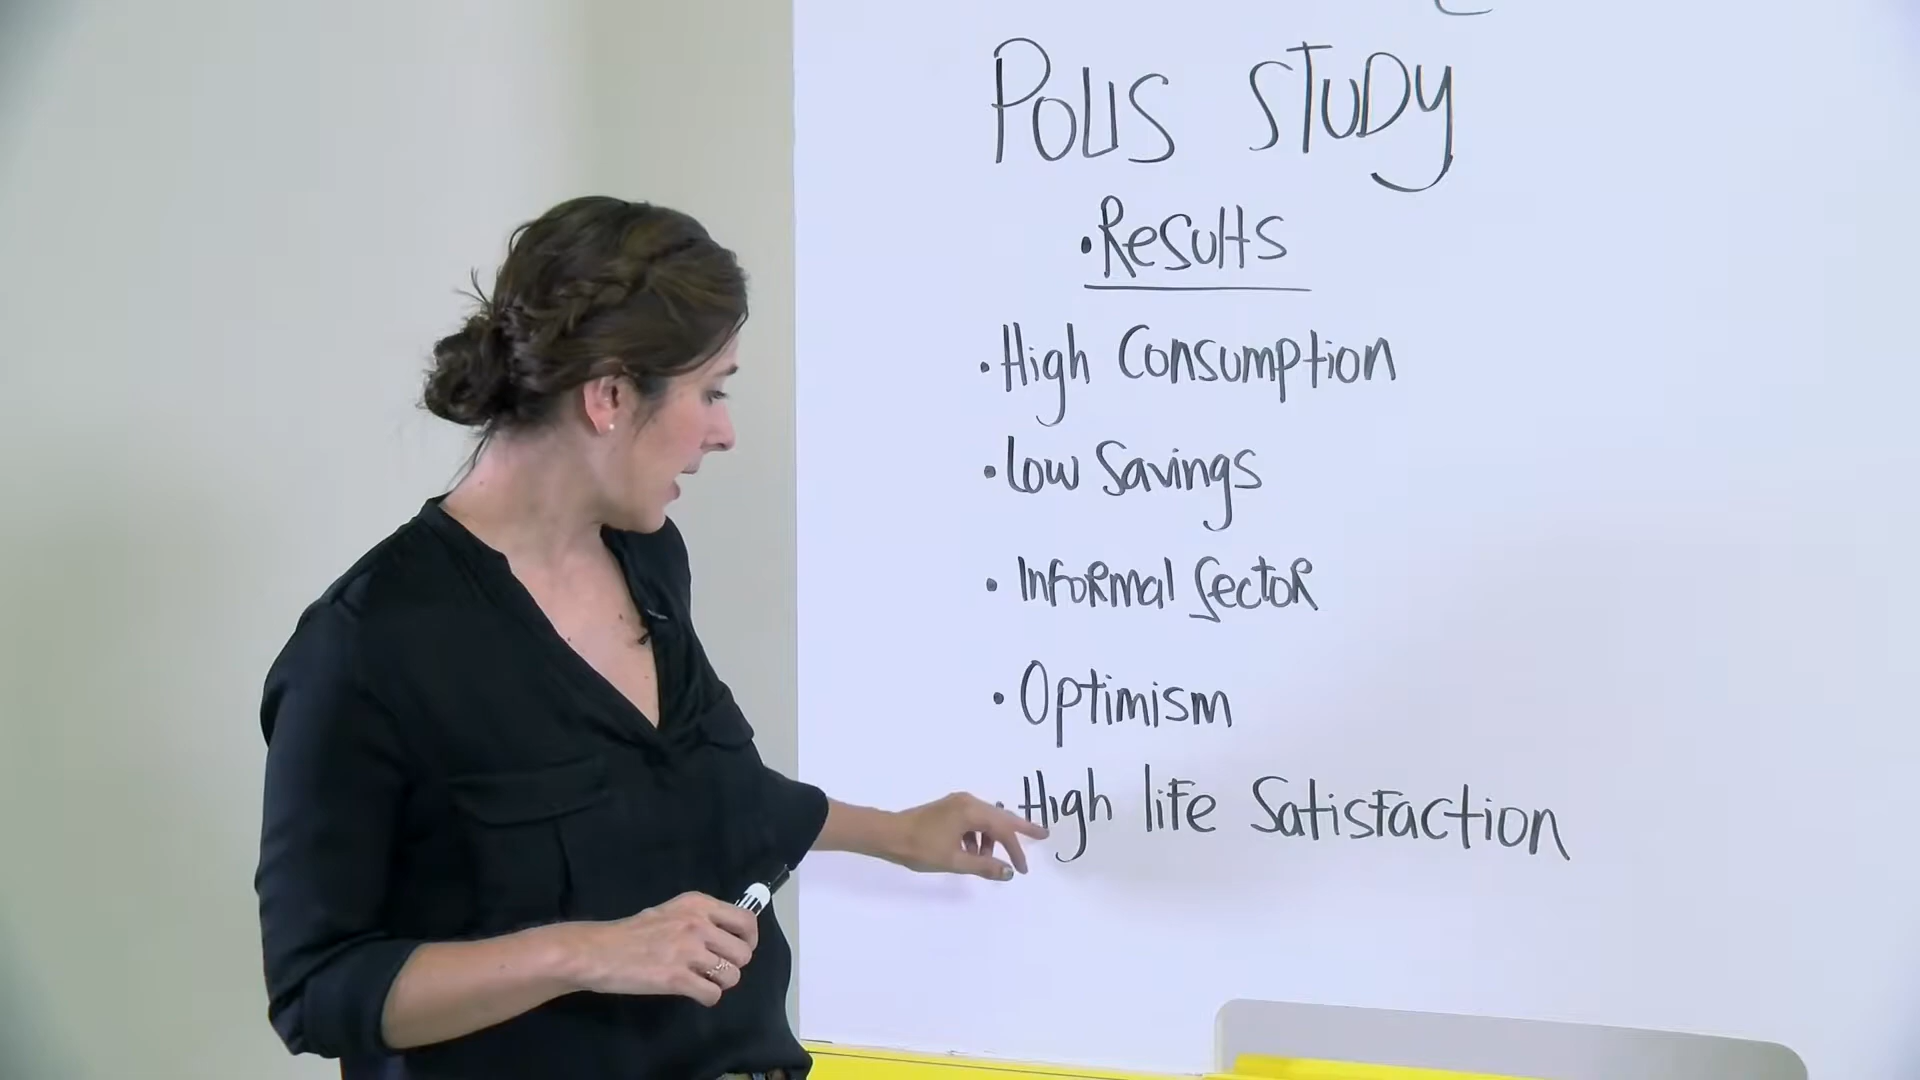 POLIS STUDY
• Results
• High Consumption
• Low Savings
• Informal Sector
• Optimism
• High life Satisfaction